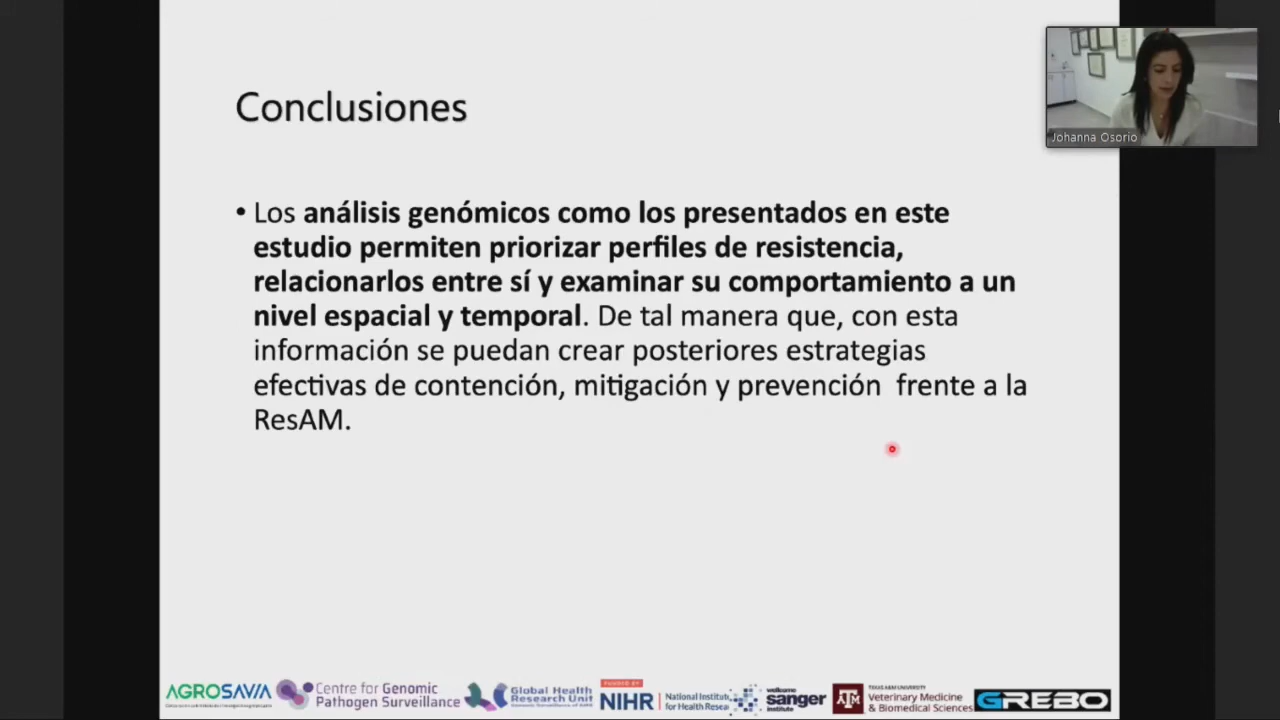 Conclusiones
Johanna Osorio
• Los análisis genómicos como los presentados en este
estudio permiten priorizar perfiles de resistencia,
relacionarlos entre sí y examinar su comportamiento a un
nivel espacial y temporal. De tal manera que, con esta
información se puedan crear posteriores estrategias
efectivas de contención, mitigación y prevención frente a la
ResAM.
AGROSAVIA
Centre for Genomic
Pathogen Surveillance
Global Health
Research Unit
FUNDED BY
NIHR
National Institute
for Health Resea
wellcome
sanger
institute
ATM
TEXAS A&M UNIVERSITY
Veterinary Medicine
& Biomedical Sciences
GREBO